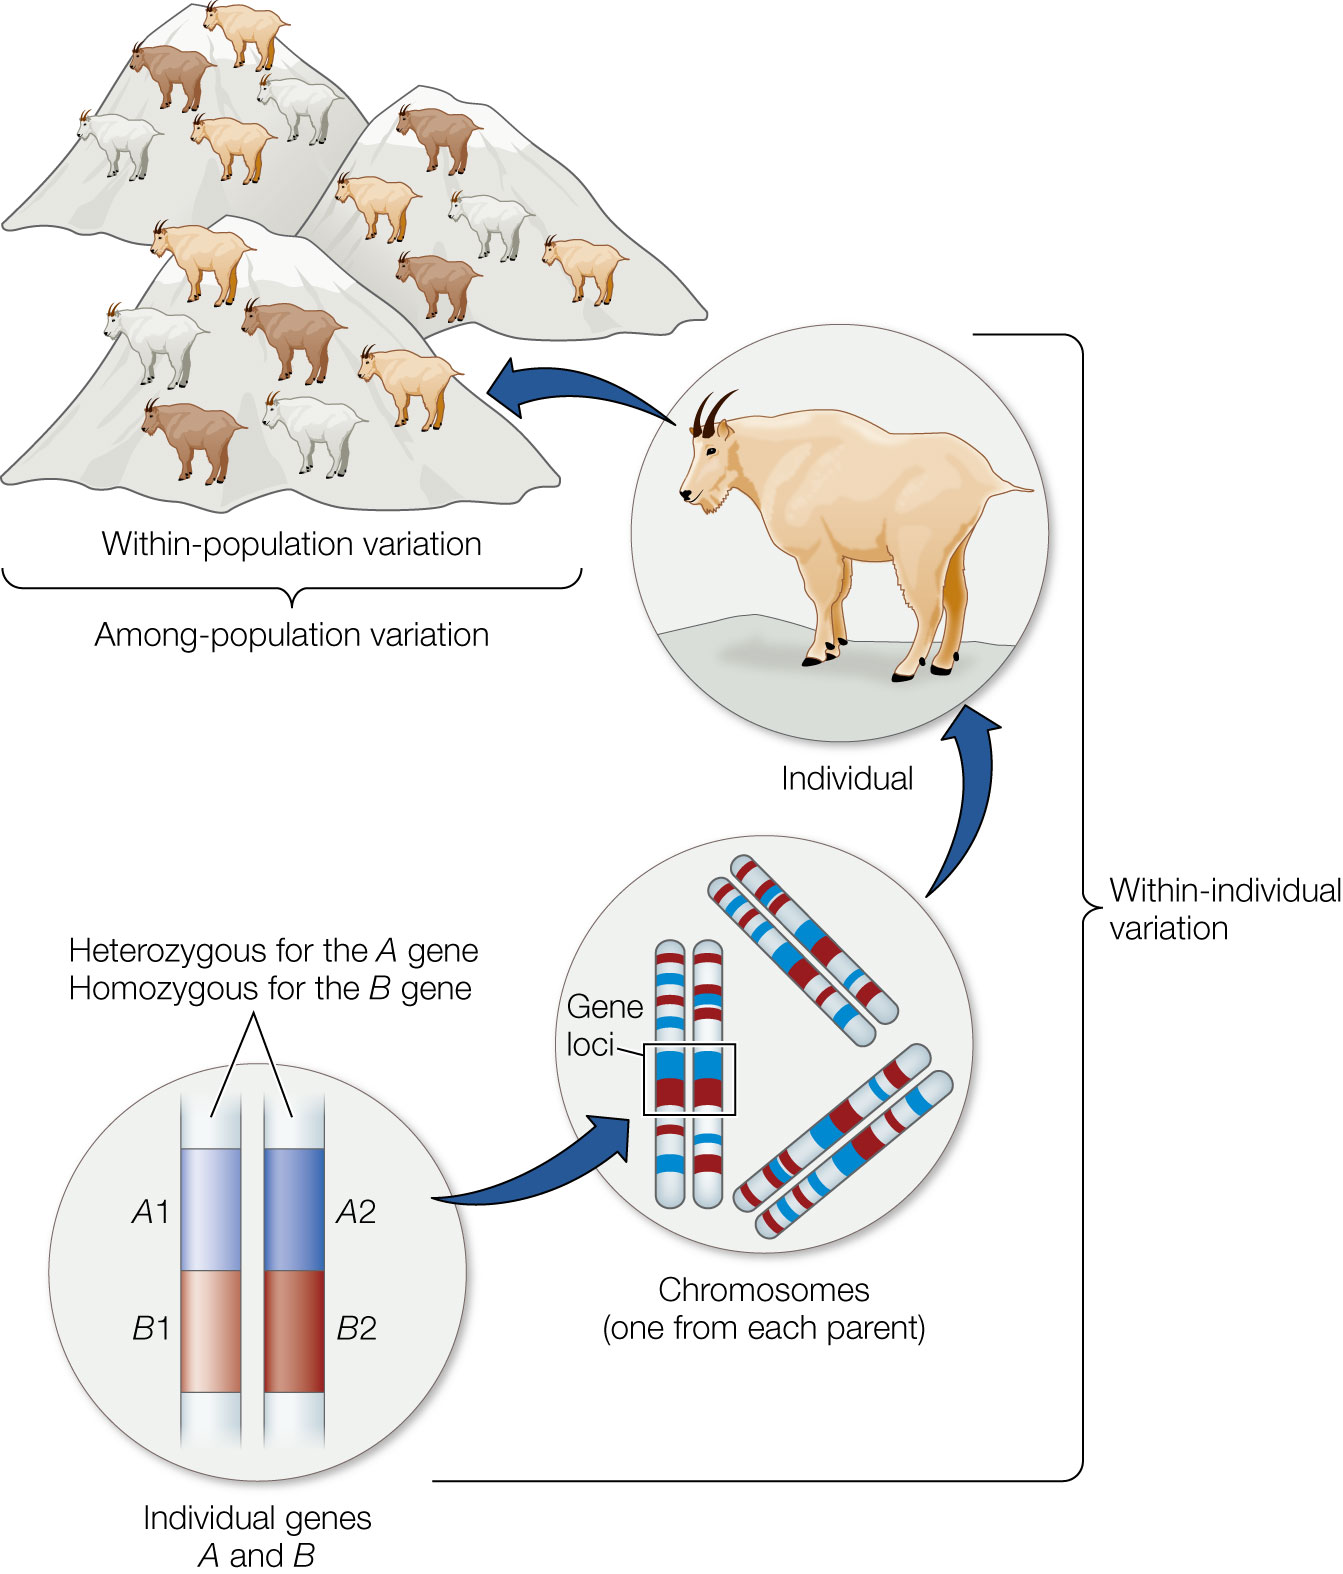 Within-population variation
Among-population variation
Individual
Within-individual
variation
Heterozygous for the A gene
Homozygous for the B gene
Gene
loci
A1
A2
B1
B2
Chromosomes
(one from each parent)
Individual genes
A and B